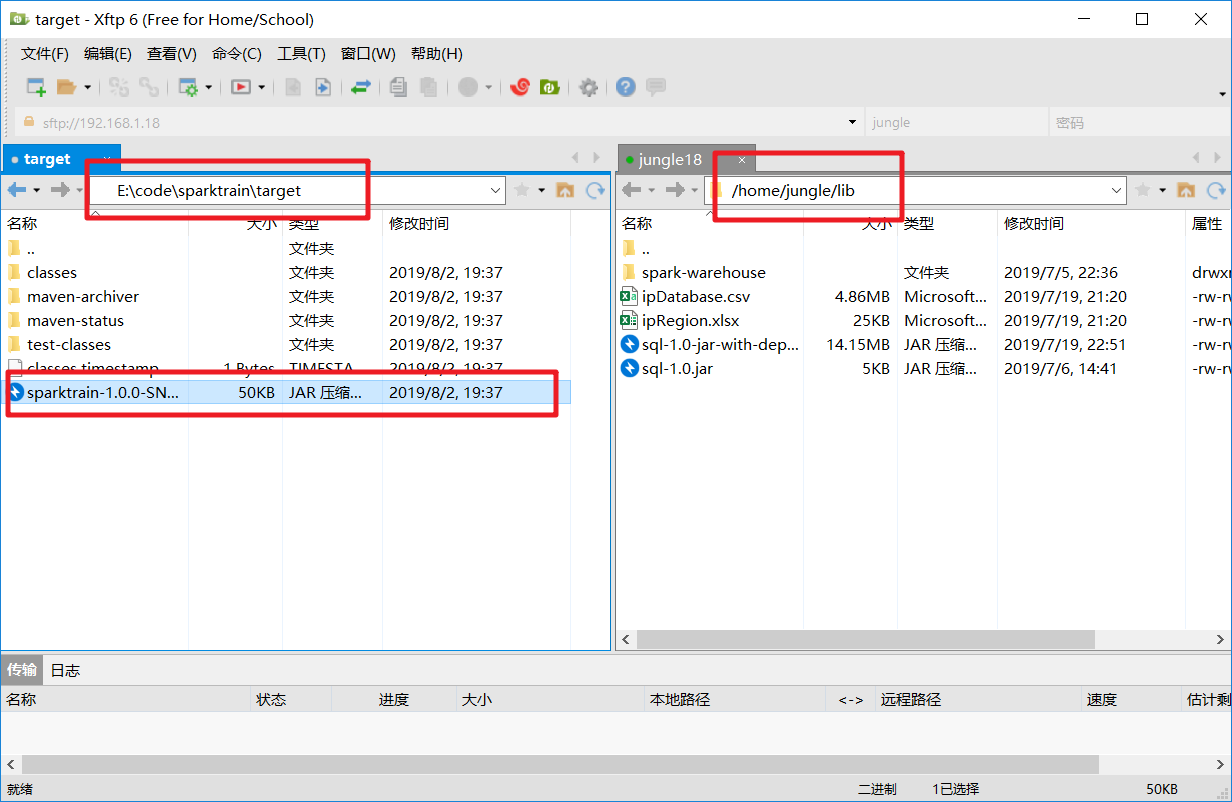 target - Xftp 6 (Free for Home/School)
文件(F) 编辑(E) 查看(V) 命令(C) 工具(T) 窗口(W) 帮助(H)
sftp://192.168.1.18 jungle 密码
target
E:\code\sparktrain\target
名称 大小 类型 修改时间
.. 文件夹
classes 文件夹 2019/8/2, 19:37
maven-archiver 文件夹 2019/8/2, 19:37
maven-status 文件夹 2019/8/2, 19:37
test-classes 文件夹 2019/8/2, 19:37
classes.timestamp 1 Bytes TIMESTA... 2019/8/2, 19:37
sparktrain-1.0.0-SN... 50KB JAR 压缩... 2019/8/2, 19:37
jungle18
/home/jungle/lib
名称 大小 类型 修改时间 属性
..
spark-warehouse 文件夹 2019/7/5, 22:36 drwxr
ipDatabase.csv 4.86MB Microsoft... 2019/7/19, 21:20 -rw-rw
ipRegion.xlsx 25KB Microsoft... 2019/7/19, 21:20 -rw-rw
sql-1.0-jar-with-dep... 14.15MB JAR 压缩... 2019/7/19, 22:51 -rw-rw
sql-1.0.jar 5KB JAR 压缩... 2019/7/6, 14:41 -rw-rw
传输 日志
名称 状态 进度 大小 本地路径 <-> 远程路径 速度 估计剩
就绪 二进制 1已选择 50KB